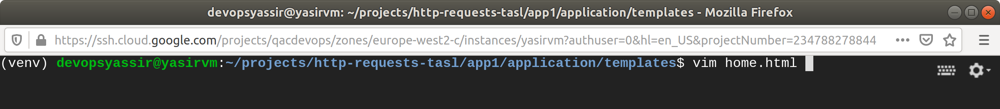 devopsyassir@yasirvm: ~/projects/http-requests-tasl/app1/application/templates - Mozilla Firefox
https://ssh.cloud.google.com/projects/qacdevops/zones/europe-west2-c/instances/yasirvm?authuser=0&hl=en_US&projectNumber=234788278844
(venv) devopsyassir@yasirvm:~/projects/http-requests-tasl/app1/application/templates$ vim home.html